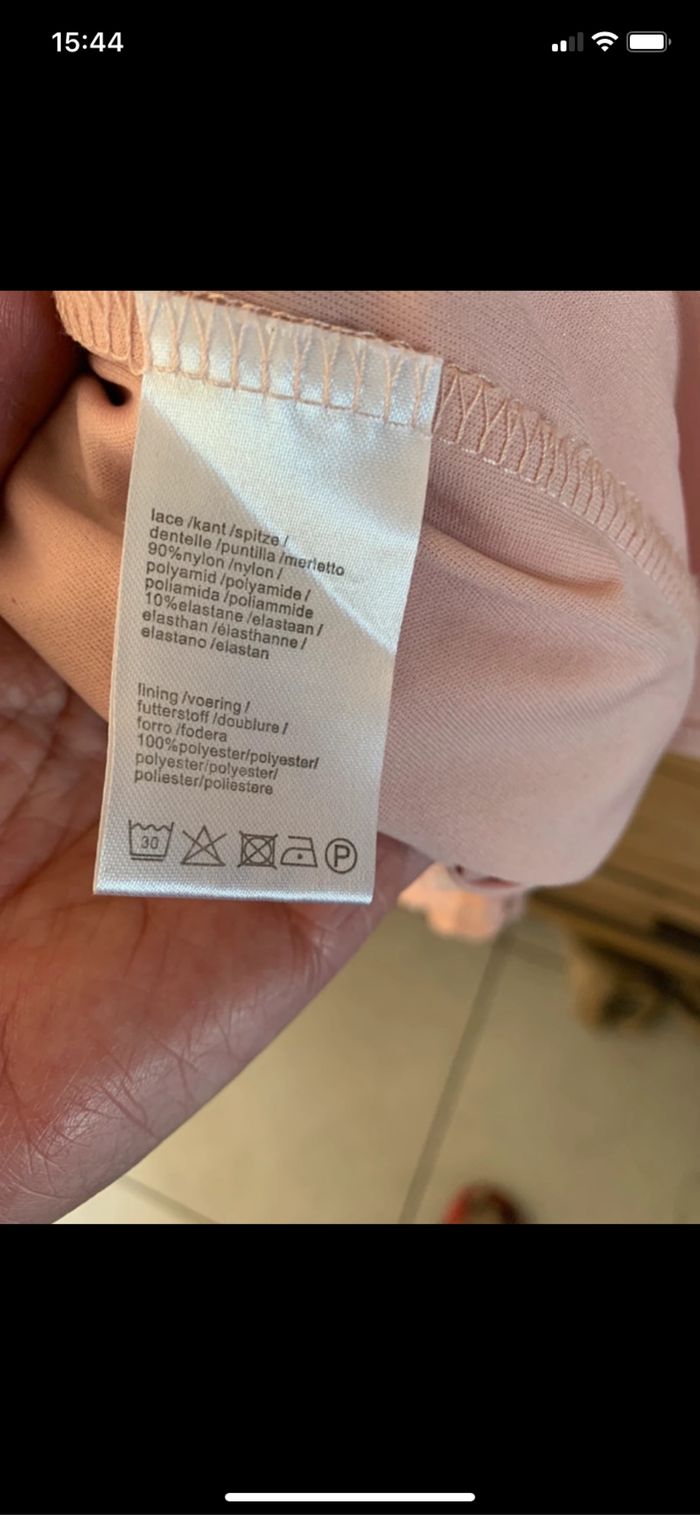 15:44
lace /kant /spitze /
dentelle /puntilla /merletto
90%nylon /nylon /
polyamid /polyamide /
poliamida /poliammide
10%elastane /elastaan /
elasthan /élasthanne /
elastano /elastan
lining /voering /
futterstoff /doublure /
forro /fodera
100%polyester/polyester/
polyester/polyester/
poliester/poliestere
30
P